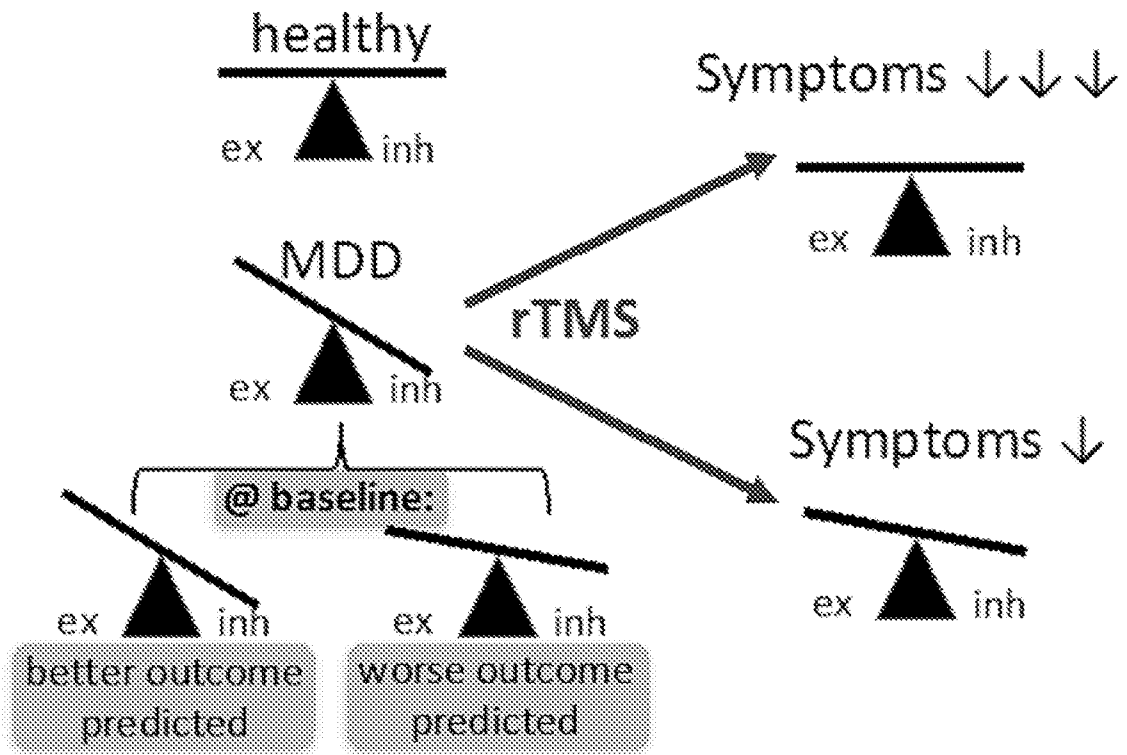 healthy
ex inh
MDD
ex inh
@ baseline:
ex inh
better outcome
predicted
ex inh
worse outcome
predicted
rTMS
Symptoms ↓ ↓ ↓
ex inh
Symptoms ↓
ex inh